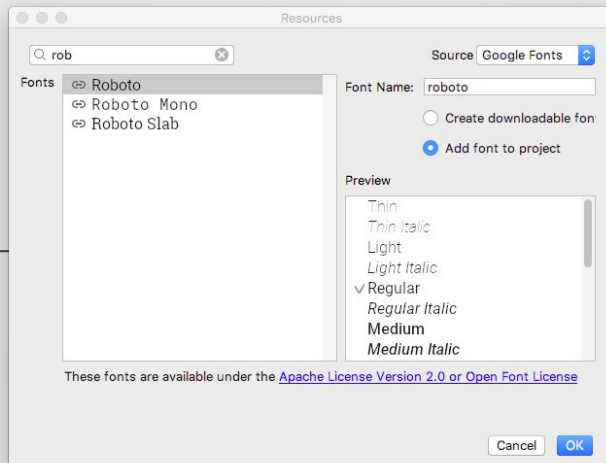 Resources
rob
Source Google Fonts
Fonts
Roboto
Roboto Mono
Roboto Slab
Font Name: roboto
Create downloadable fon
Add font to project
Preview
Thin
Thin Italic
Light
Light Italic
Regular
Regular Italic
Medium
Medium Italic
These fonts are available under the Apache License Version 2.0 or Open Font License
Cancel OK